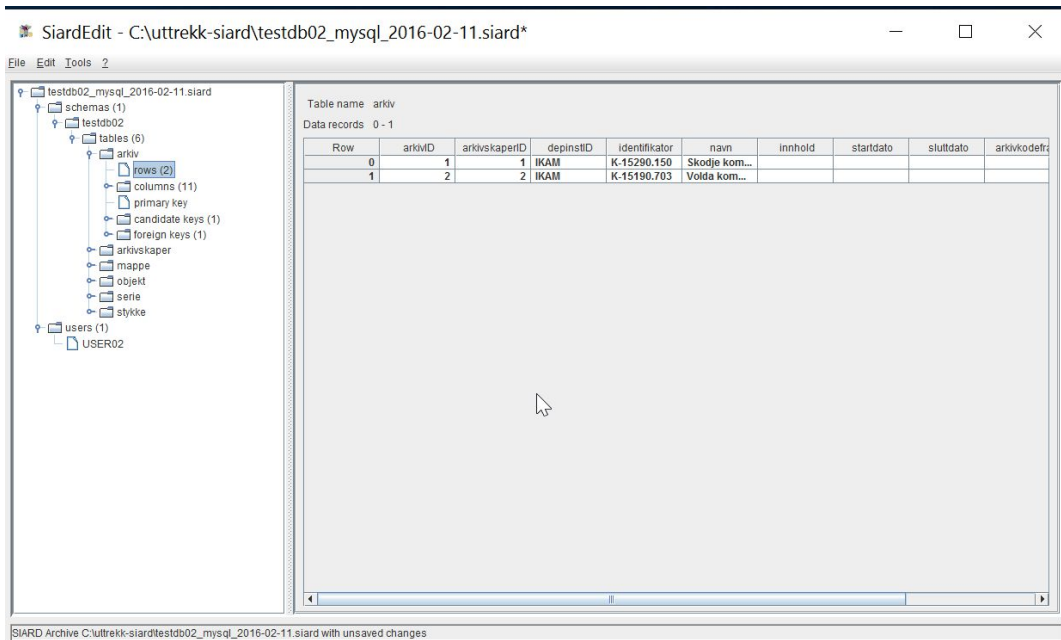 SiardEdit - C:\uttrekk-siard\testdb02_mysql_2016-02-11.siard*
File Edit Tools ?
testdb02_mysql_2016-02-11.siard
schemas (1)
testdb02
tables (6)
arkiv
rows (2)
columns (11)
primary key
candidate keys (1)
foreign keys (1)
arkivskaper
mappe
objekt
serie
stykke
users (1)
USER02
Table name arkiv
Data records 0 - 1
Row arkivID arkivskaperID depinstID identifikator navn innhold startdato sluttdato arkivkodefra
0 1 1 IKAM K-15290.150 Skodje kom...
1 2 2 IKAM K-15190.703 Volda kom...
SIARD Archive C:\uttrekk-siard\testdb02_mysql_2016-02-11.siard with unsaved changes